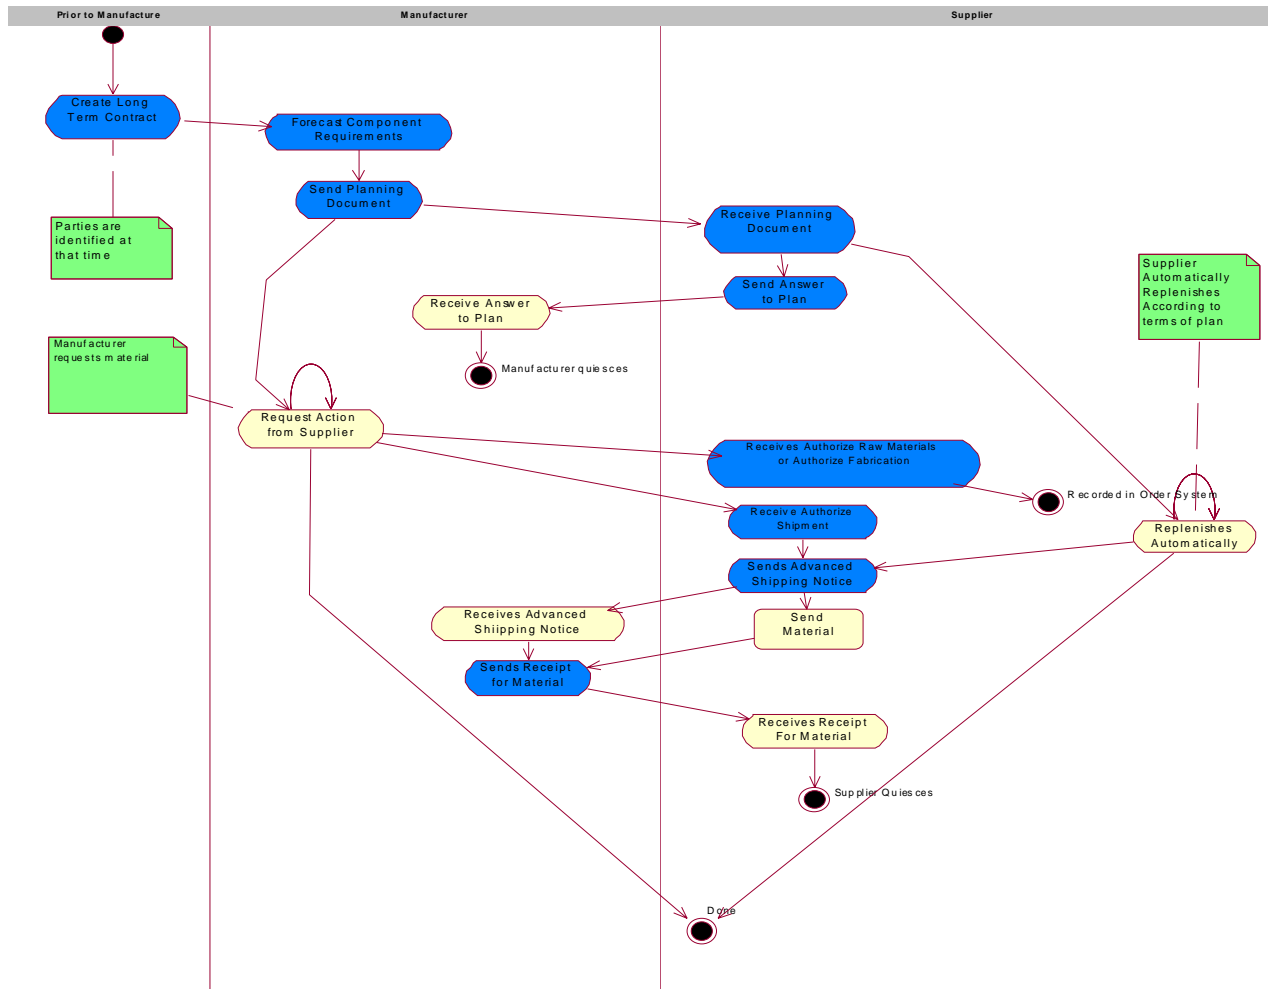 Prior to Manufacture
Manufacturer
Supplier
Create Long
Term Contract
Forecast Component
Requirements
Send Planning
Document
Receive Planning
Document
Parties are
identified at
that time
Supplier
Automatically
Replenishes
According to
terms of plan
Send Answer
to Plan
Receive Answer
to Plan
Manufacturer
requests material
Manufacturer quiesces
Request Action
from Supplier
Receives Authorize Raw Materials
or Authorize Fabrication
Recorded in Order System
Receive Authorize
Shipment
Replenishes
Automatically
Sends Advanced
Shipping Notice
Receives Advanced
Shiipping Notice
Send
Material
Sends Receipt
for Material
Receives Receipt
For Material
Supplier Quiesces
Done